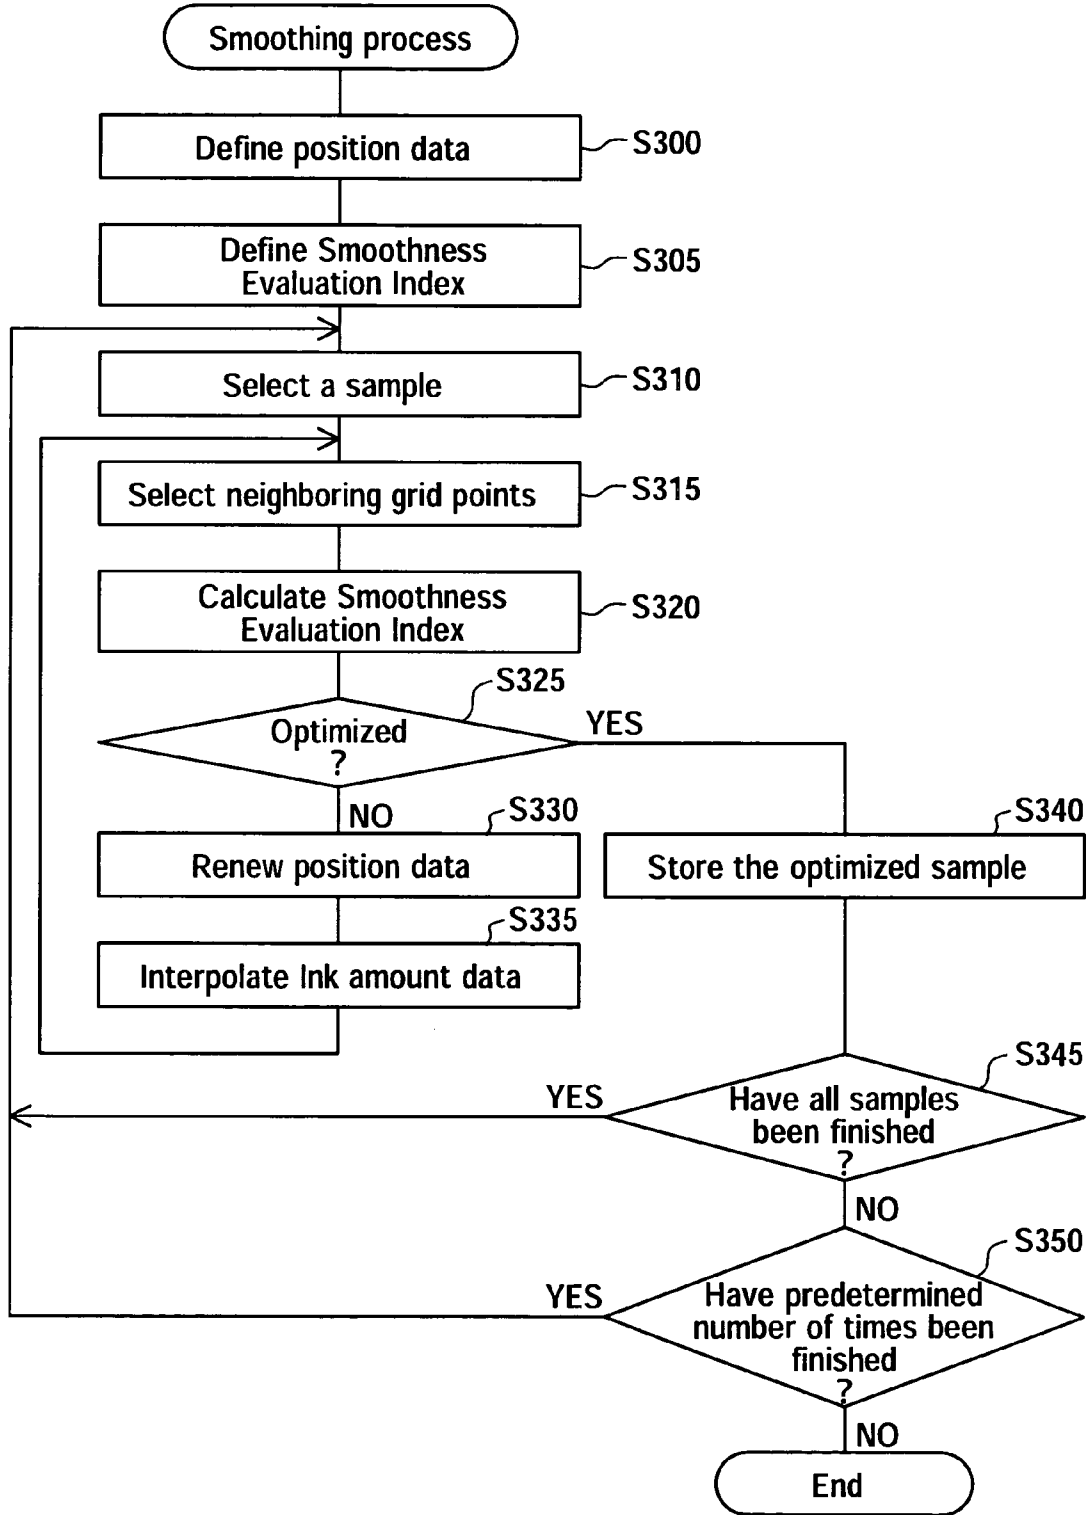 Smoothing process
Define position data
S300
Define Smoothness
Evaluation Index
S305
Select a sample
S310
Select neighboring grid points
S315
Calculate Smoothness
Evaluation Index
S320
S325
Optimized
?
YES
NO
S330
Renew position data
S340
Store the optimized sample
S335
Interpolate Ink amount data
S345
YES
Have all samples
been finished
?
NO
S350
YES
Have predetermined
number of times been
finished
?
NO
End